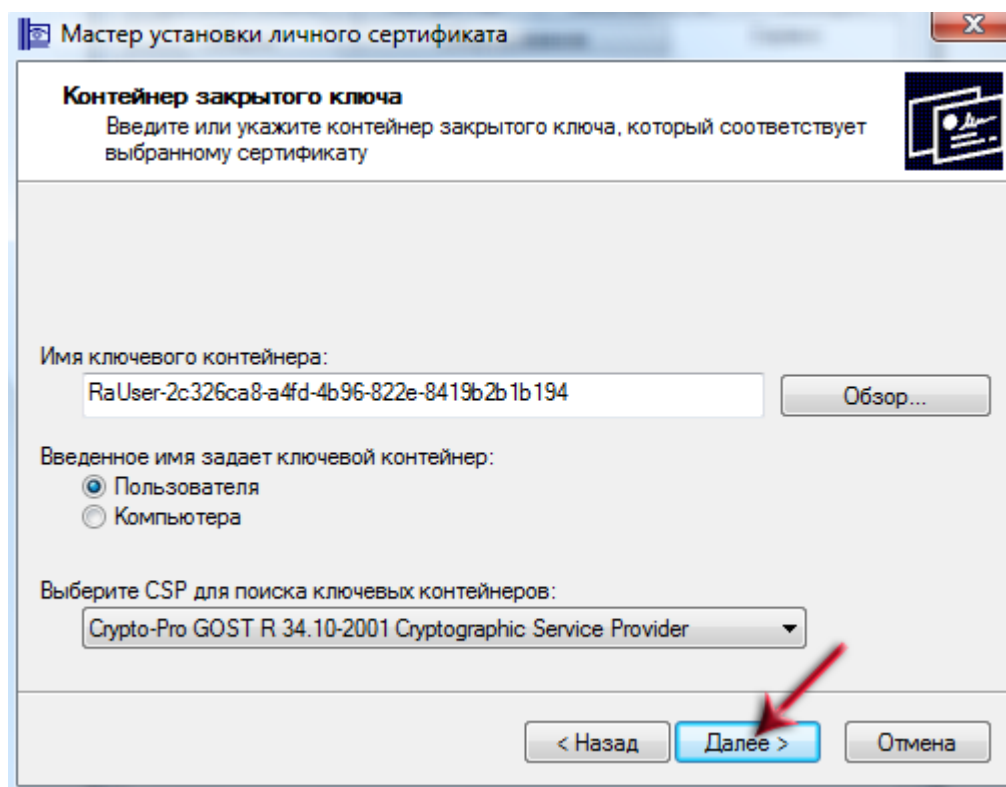 Мастер установки личного сертификата
Контейнер закрытого ключа
Введите или укажите контейнер закрытого ключа, который соответствует
выбранному сертификату
Имя ключевого контейнера:
RaUser-2c326ca8-a4fd-4b96-822e-8419b2b1b194
Обзор...
Введенное имя задает ключевой контейнер:
Пользователя
Компьютера
Выберите CSP для поиска ключевых контейнеров:
Crypto-Pro GOST R 34.10-2001 Cryptographic Service Provider
< Назад
Далее >
Отмена